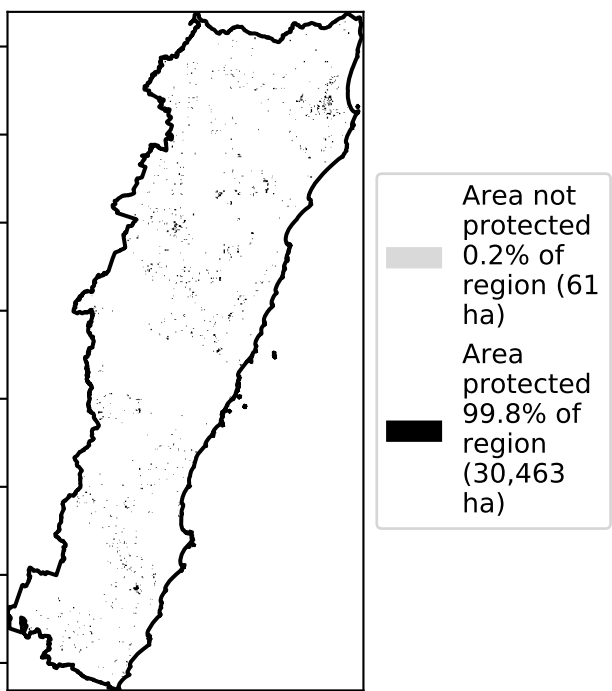 Area not
protected
0.2% of
region (61
ha)
Area
protected
99.8% of
region
(30,463
ha)